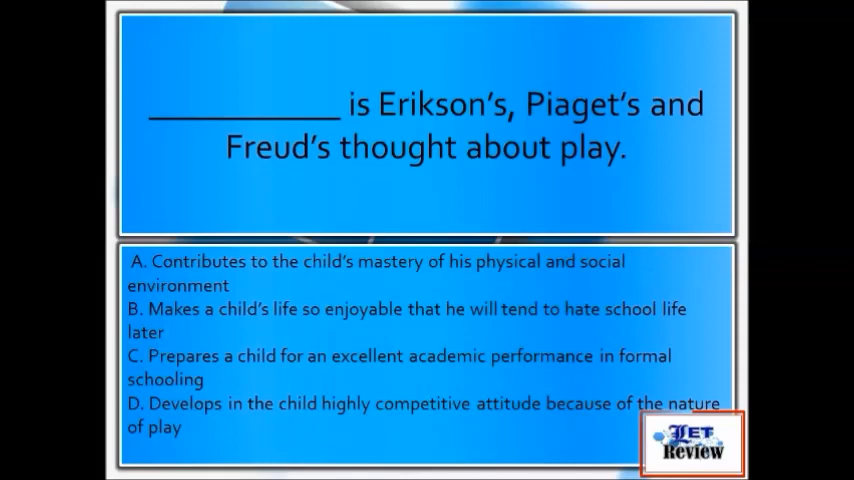 ___________ is Erikson's, Piaget's and
Freud's thought about play.
A. Contributes to the child's mastery of his physical and social
environment
B. Makes a child's life so enjoyable that he will tend to hate school life
later
C. Prepares a child for an excellent academic performance in formal
schooling
D. Develops in the child highly competitive attitude because of the nature
of play
LET
Review